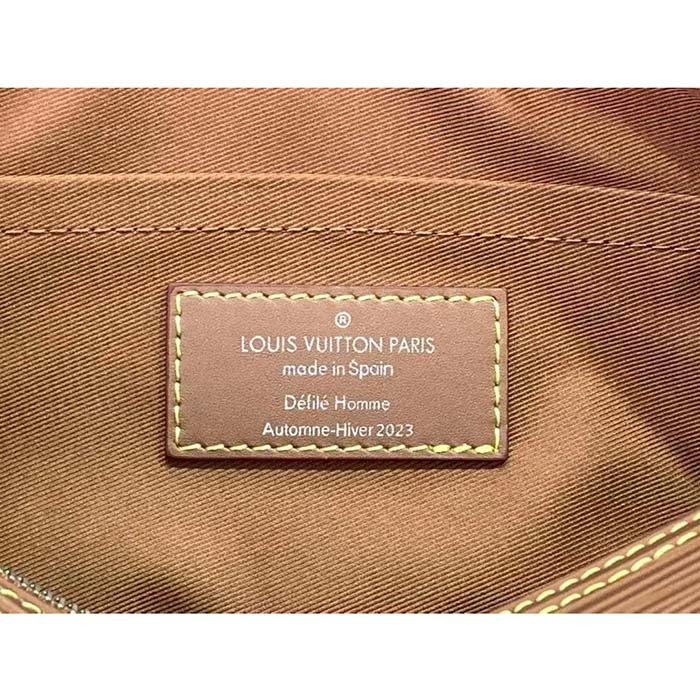 ®
LOUIS VUITTON PARIS
made in Spain
Défilé Homme
Automne-Hiver 2023